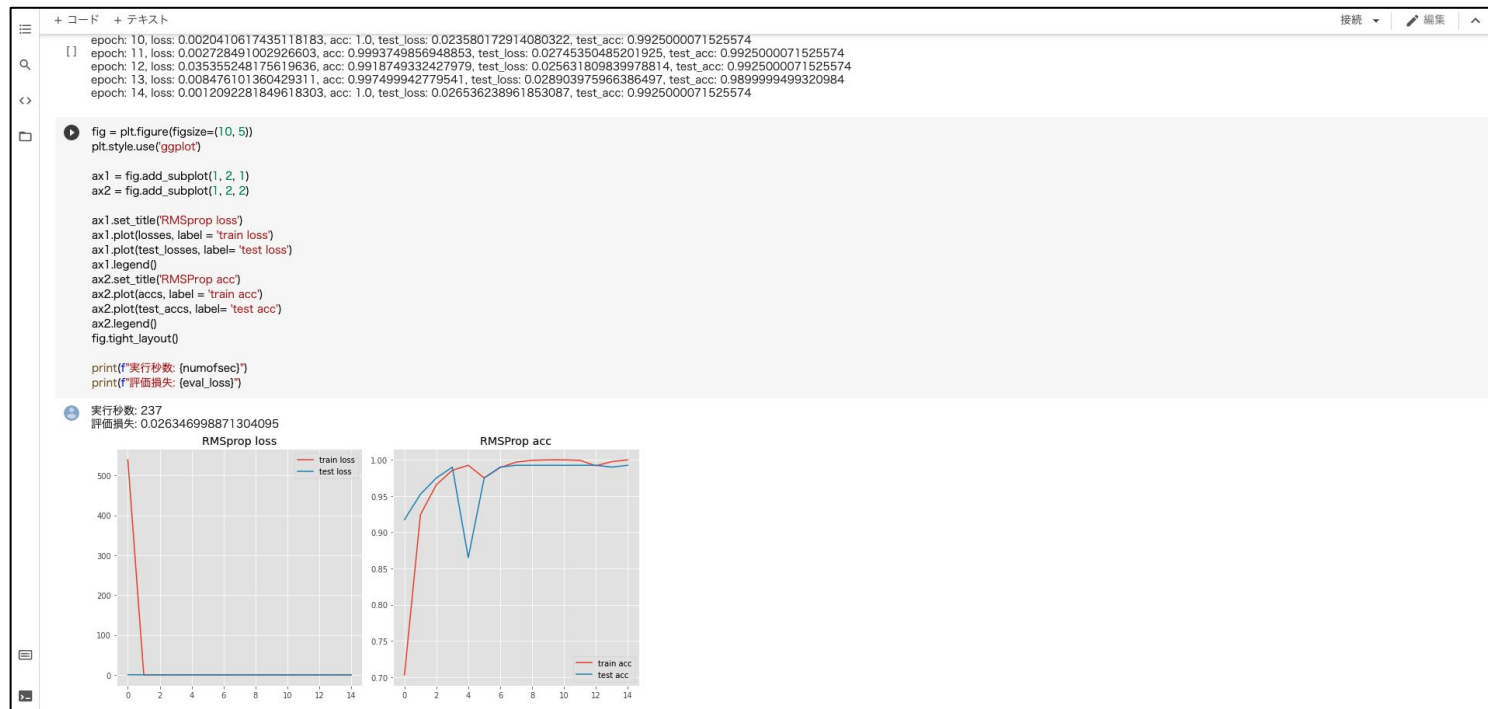 + コード + テキスト
接続
編集
epoch: 10, loss: 0.0020410617435118183, acc: 1.0, test_loss: 0.023580172914080322, test_acc: 0.9925000071525574
[ ] epoch: 11, loss: 0.002728491002926603, acc: 0.99937498569488​53, test_loss: 0.02745350485201925, test_acc: 0.9925000071525574
epoch: 12, loss: 0.035355248175619636, acc: 0.9918749332427979, test_loss: 0.025631809839978814, test_acc: 0.9925000071525574
epoch: 13, loss: 0.008476101360429311, acc: 0.997499942779541, test_loss: 0.028903975966386497, test_acc: 0.9899999499320984
epoch: 14, loss: 0.0012092281849618303, acc: 1.0, test_loss: 0.026536238961853087, test_acc: 0.9925000071525574
fig = plt.figure(figsize=(10, 5))
plt.style.use('ggplot')
ax1 = fig.add_subplot(1, 2, 1)
ax2 = fig.add_subplot(1, 2, 2)
ax1.set_title('RMSprop loss')
ax1.plot(losses, label = 'train loss')
ax1.plot(test_losses, label= 'test loss')
ax1.legend()
ax2.set_title('RMSProp acc')
ax2.plot(accs, label = 'train acc')
ax2.plot(test_accs, label= 'test acc')
ax2.legend()
fig.tight_layout()
print(f"実行秒数: {numofsec}")
print(f"評価損失: {eval_loss}")
実行秒数: 237
評価損失: 0.026346998871304095
RMSprop loss
train loss
test loss
500
400
300
200
100
0
0 2 4 6 8 10 12 14
RMSProp acc
1.00
0.95
0.90
0.85
0.80
0.75
0.70
train acc
test acc
0 2 4 6 8 10 12 14